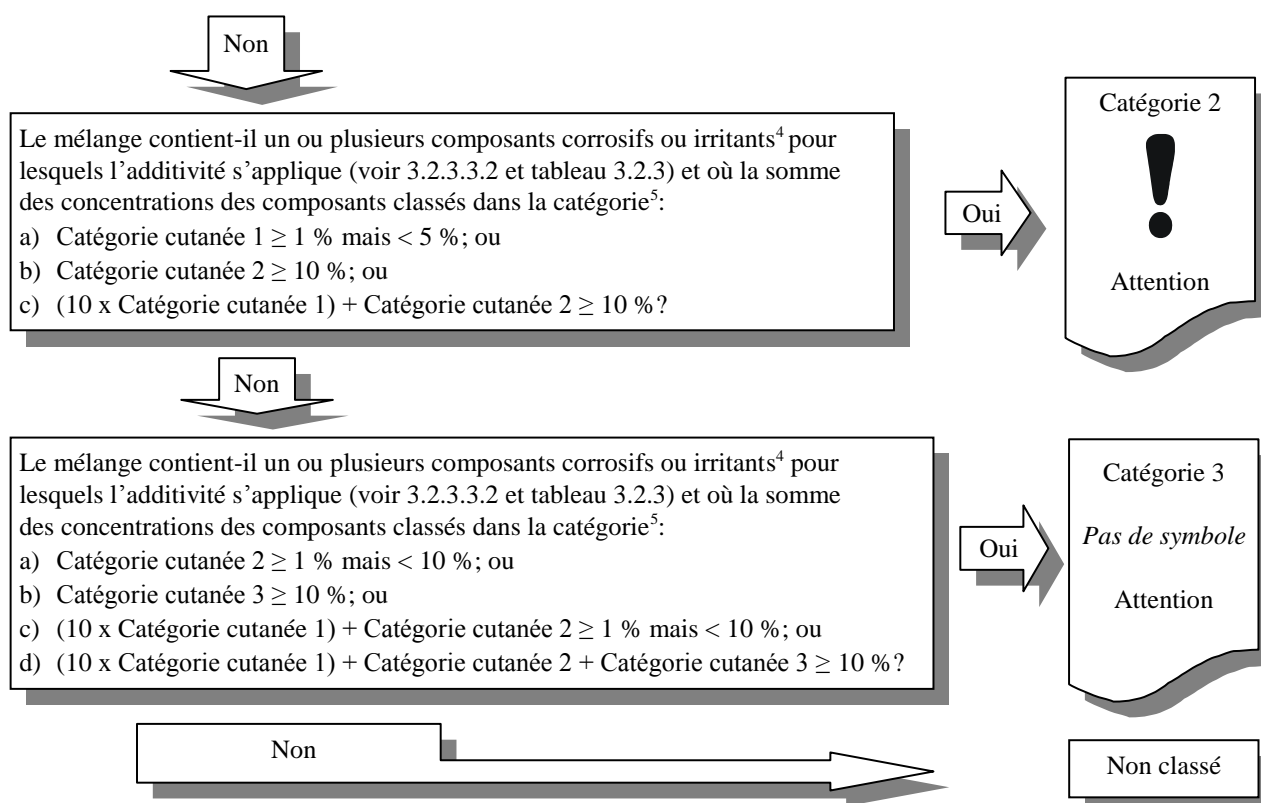 Non
Le mélange contient-il un ou plusieurs composants corrosifs ou irritants⁴ pour
lesquels l’additivité s’applique (voir 3.2.3.3.2 et tableau 3.2.3) et où la somme
des concentrations des composants classés dans la catégorie⁵:
a) Catégorie cutanée 1 ≥ 1 % mais < 5 %; ou
b) Catégorie cutanée 2 ≥ 10 %; ou
c) (10 x Catégorie cutanée 1) + Catégorie cutanée 2 ≥ 10 %?
Oui
Catégorie 2
!
Attention
Non
Le mélange contient-il un ou plusieurs composants corrosifs ou irritants⁴ pour
lesquels l’additivité s’applique (voir 3.2.3.3.2 et tableau 3.2.3) et où la somme
des concentrations des composants classés dans la catégorie⁵:
a) Catégorie cutanée 2 ≥ 1 % mais < 10 %; ou
b) Catégorie cutanée 3 ≥ 10 %; ou
c) (10 x Catégorie cutanée 1) + Catégorie cutanée 2 ≥ 1 % mais < 10 %; ou
d) (10 x Catégorie cutanée 1) + Catégorie cutanée 2 + Catégorie cutanée 3 ≥ 10 %?
Oui
Catégorie 3
Pas de symbole
Attention
Non
Non classé